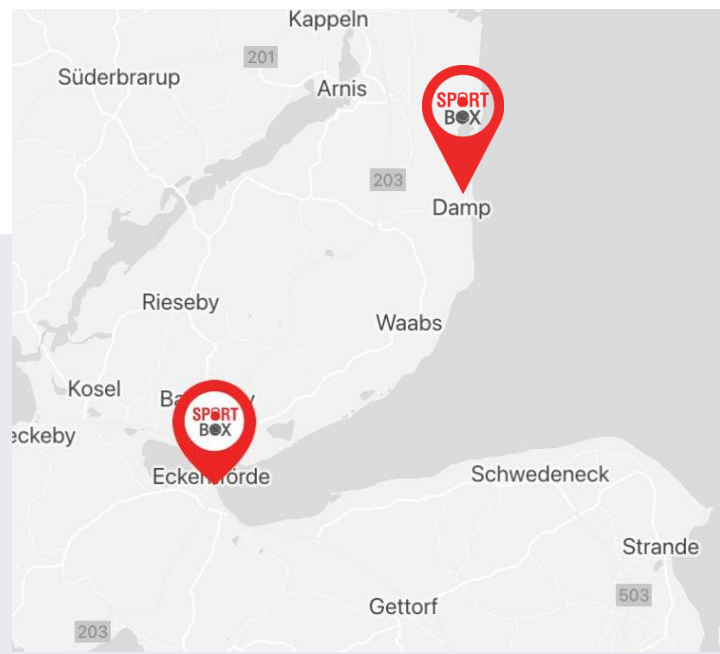 Kappeln
201
Süderbrarup
Arnis
SPORT
BOX
203
Damp
Rieseby
Waabs
Kosel
SPORT
BOX
eckeby
Eckernförde
Schwedeneck
Strande
503
Gettorf
203